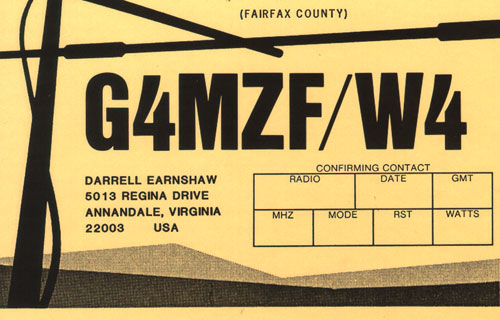 (FAIRFAX COUNTY)
G4MZF/W4
DARRELL EARNSHAW
5013 REGINA DRIVE
ANNANDALE, VIRGINIA
22003 USA
CONFIRMING CONTACT
RADIO DATE GMT
MHZ MODE RST WATTS